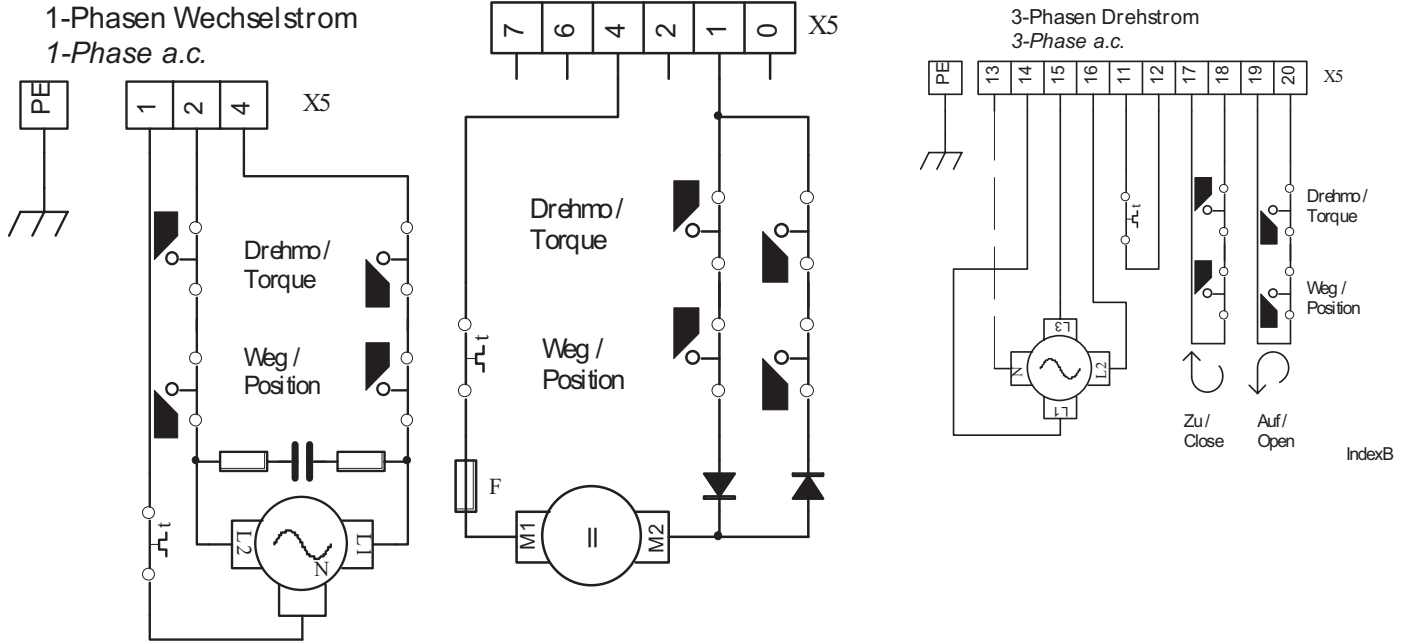 1-Phasen Wechselstrom
1-Phase a.c.
PE
1 2 4 X5
Drehmo/
Torque
Weg /
Position
t
L2 N L1
7 6 4 2 1 0 X5
Drehmo/
Torque
Weg /
Position
t
F
M1 II M2
3-Phasen Drehstrom
3-Phase a.c.
PE
13 14 15 16 11 12 17 18 19 20 X5
t
Drehmo/
Torque
Weg /
Position
L3
N L2
L1
Zu/
Close
Auf/
Open
IndexB